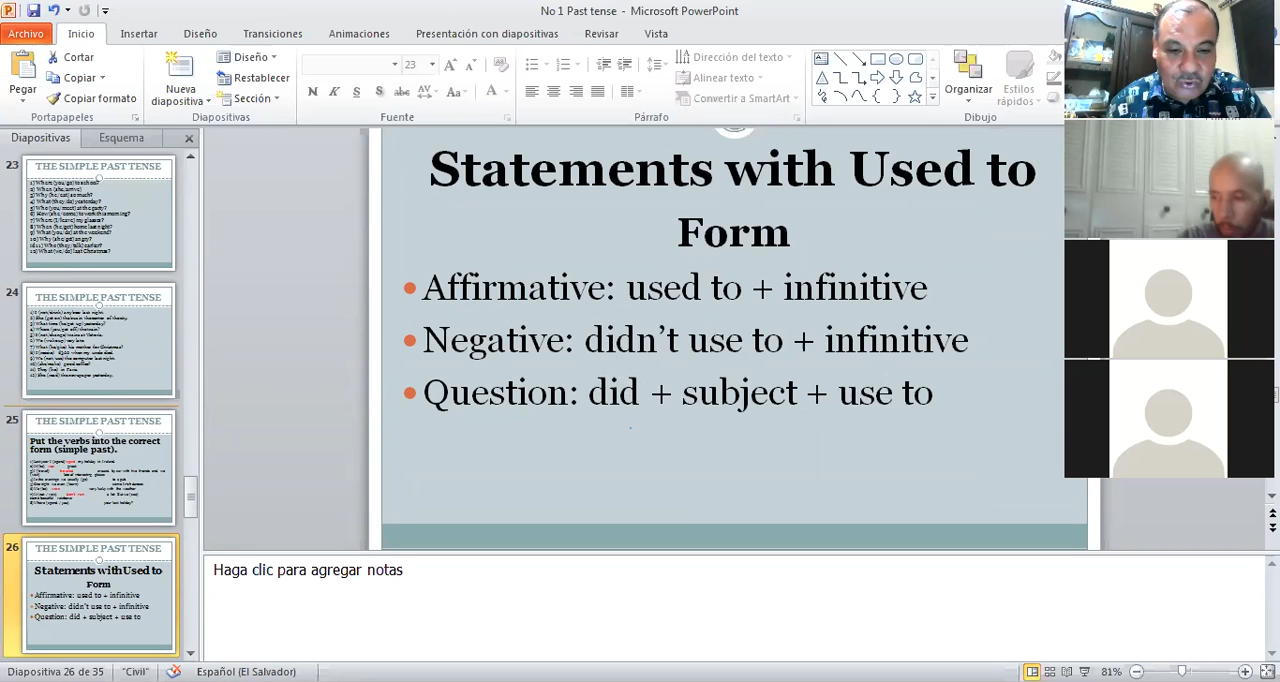 No 1 Past tense - Microsoft PowerPoint
Archivo Inicio Insertar Diseño Transiciones Animaciones Presentación con diapositivas Revisar Vista
Cortar
Copiar
Copiar formato
Pegar
Portapapeles
Nueva diapositiva
Diseño
Restablecer
Sección
Diapositivas
23
N K S S abc AV Aa A
Fuente
Párrafo
Dirección del texto
Alinear texto
Convertir a SmartArt
Organizar
Estilos rápidos
Dibujo
Diapositivas Esquema
23
THE SIMPLE PAST TENSE
24
THE SIMPLE PAST TENSE
25
THE SIMPLE PAST TENSE
Put the verbs into the correct
form (simple past).
26
THE SIMPLE PAST TENSE
Statements with Used to
Form
Affirmative: used to + infinitive
Negative: didn't use to + infinitive
Question: did + subject + use to
Statements with Used to
Form
Affirmative: used to + infinitive
Negative: didn't use to + infinitive
Question: did + subject + use to
Haga clic para agregar notas
Diapositiva 26 de 35 "Civil" Español (El Salvador) 81%